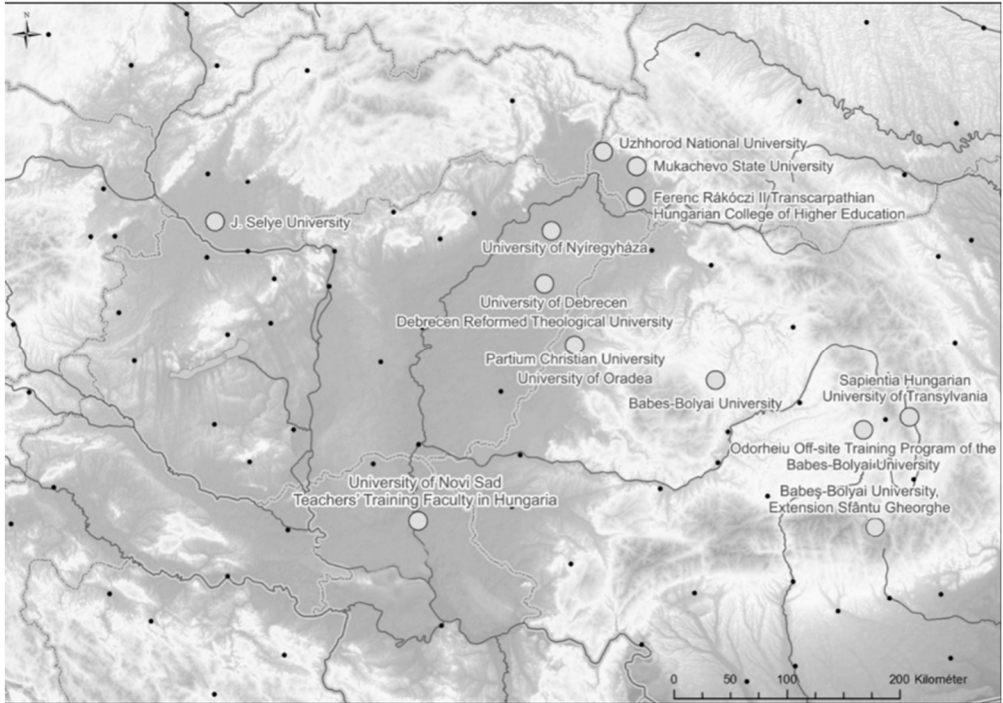 N
Uzhhorod National University
Mukachevo State University
Ferenc Rákóczi II Transcarpathian
Hungarian College of Higher Education
J. Selye University
University of Nyíregyháza
University of Debrecen
Debrecen Reformed Theological University
Partium Christian University
University of Oradea
Babes-Bolyai University
Sapientia Hungarian
University of Transylvania
Odorheiu Off-site Training Program of the
Babes-Bolyai University
University of Novi Sad
Teachers' Training Faculty in Hungaria
Babeş-Bölyai University,
Extension Sfântu Gheorghe
0 50 100 200 Kilométer